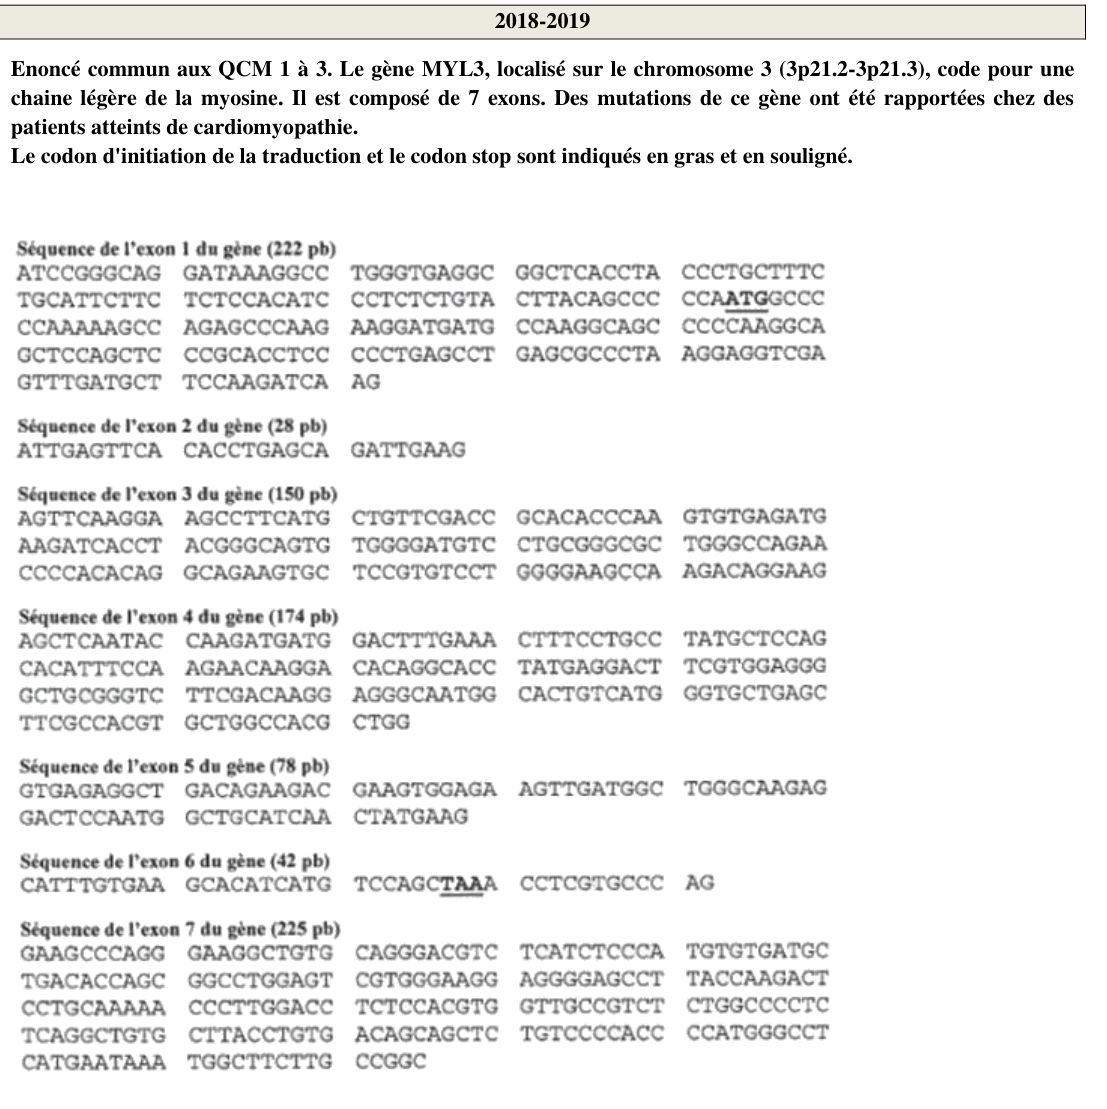 2018-2019
Enoncé commun aux QCM 1 à 3. Le gène MYL3, localisé sur le chromosome 3 (3p21.2-3p21.3), code pour une
chaine légère de la myosine. Il est composé de 7 exons. Des mutations de ce gène ont été rapportées chez des
patients atteints de cardiomyopathie.
Le codon d'initiation de la traduction et le codon stop sont indiqués en gras et en souligné.
Séquence de l'exon 1 du gène (222 pb)
ATCCGGGCAG GATAAAGGCC TGGGTGAGGC GGCTCACCTA CCCTGCTTTC
TGCATTCTTC TCTCCACATC CCTCTCTGTA CTTACAGCCC CCAATGGCCC
CCAAAAAGCC AGAGCCCAAG AAGGATGATG CCAAGGCAGC CCCCAAGGCA
GCTCCAGCTC CCGCACCTCC CCCTGAGCCT GAGCGCCCTA AGGAGGTCGA
GTTTGATGCT TCCAAGATCA AG
Séquence de l'exon 2 du gène (28 pb)
ATTGAGTTCA CACCTGAGCA GATTGAAG
Séquence de l'exon 3 du gène (150 pb)
AGTTCAAGGA AGCCTTCATG CTGTTCGACC GCACACCCAA GTGTGAGATG
AAGATCACCT ACGGGCAGTG TGGGGATGTC CTGCGGGCGC TGGGCCAGAA
CCCCACACAG GCAGAAGTGC TCCGTGTCCT GGGGAAGCCA AGACAGGAAG
Séquence de l'exon 4 du gène (174 pb)
AGCTCAATAC CAAGATGATG GACTTTGAAA CTTTCCTGCC TATGCTCCAG
CACATTTCCA AGAACAAGGA CACAGGCACC TATGAGGACT TCGTGGAGGG
GCTGCGGGTC TTCGACAAGG AGGGCAATGG CACTGTCATG GGTGCTGAGC
TTCGCCACGT GCTGGCCACG CTGG
Séquence de l'exon 5 du gène (78 pb)
GTGAGAGGCT GACAGAAGAC GAAGTGGAGA AGTTGATGGC TGGGCAAGAG
GACTCCAATG GCTGCATCAA CTATGAAG
Séquence de l'exon 6 du gène (42 pb)
CATTTGTGAA GCACATCATG TCCAGCTAAA CCTCGTGCCC AG
Séquence de l'exon 7 du gène (225 pb)
GAAGCCCAGG GAAGGCTGTG CAGGGACGTC TCATCTCCCA TGTGTGATGC
TGACACCAGC GGCCTGGAGT CGTGGGAAGG AGGGGAGCCT TACCAAGACT
CCTGCAAAAA CCCTTGGACC TCTCCACGTG GTTGCCGTCT CTGGCCCCTC
TCAGGCTGTG CTTACCTGTG ACAGCAGCTC TGTCCCCACC CCATGGGCCT
CATGAATAAA TGGCTTCTTG CCGGC